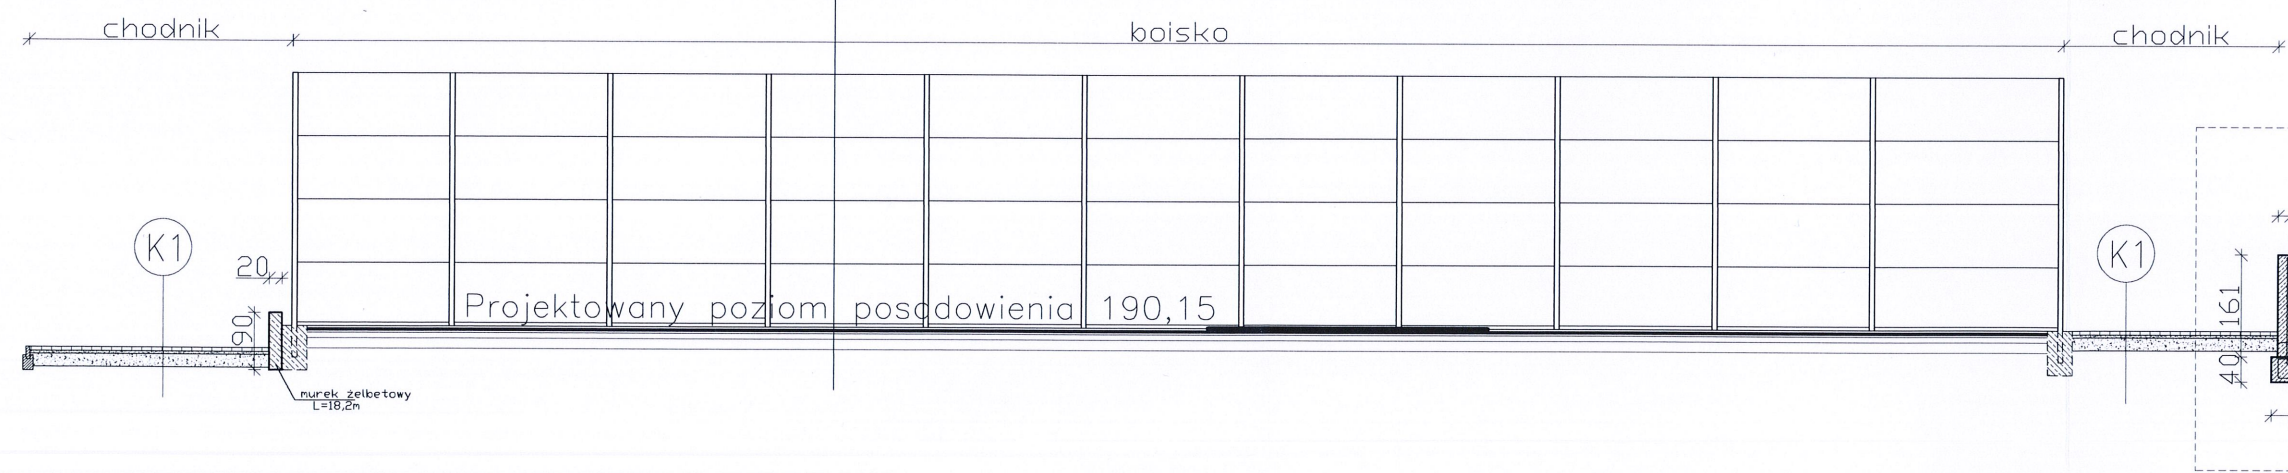 chodnik
boisko
chodnik
K1
K1
20
90
161
40
Projektowany poziom posadowienia 190,15
murek żelbetowy
L=18,2m